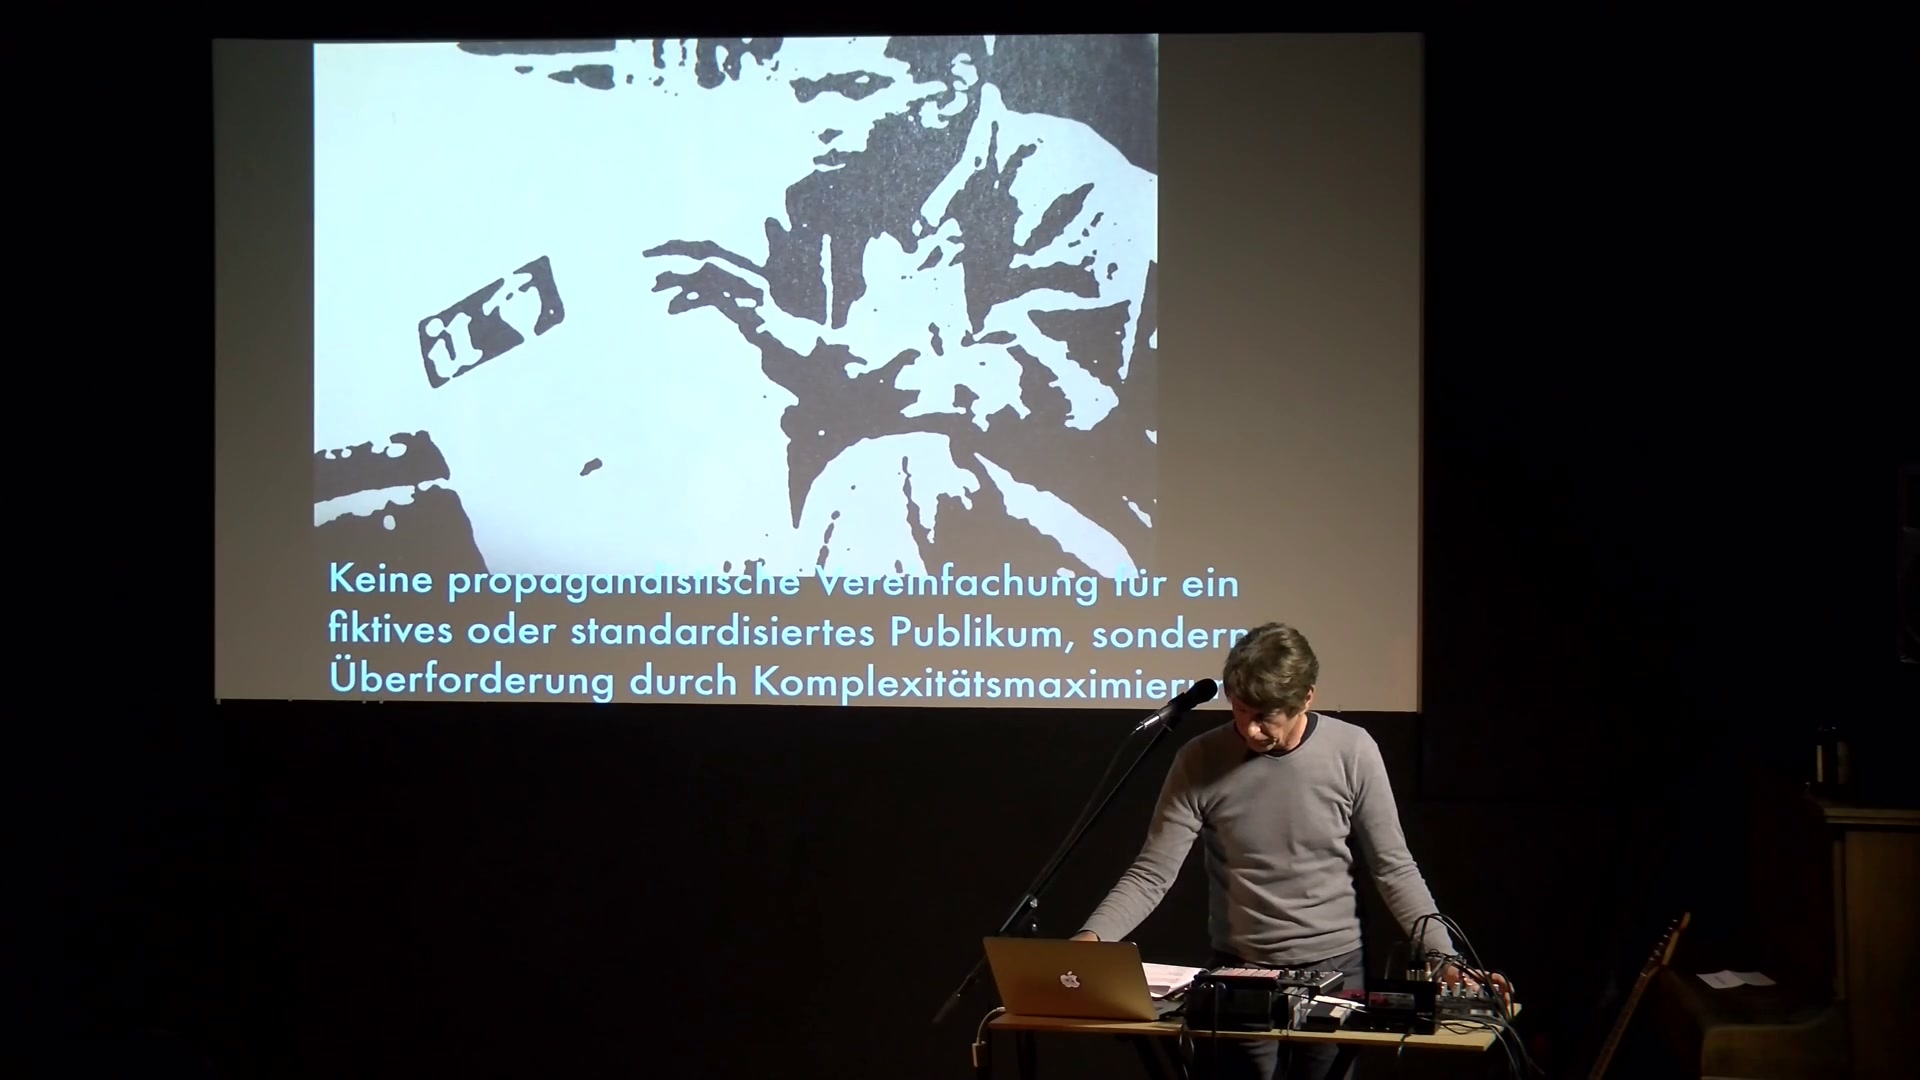 Keine propagandistische Vereinfachung für ein
fiktives oder standardisiertes Publikum, sondern
Überforderung durch